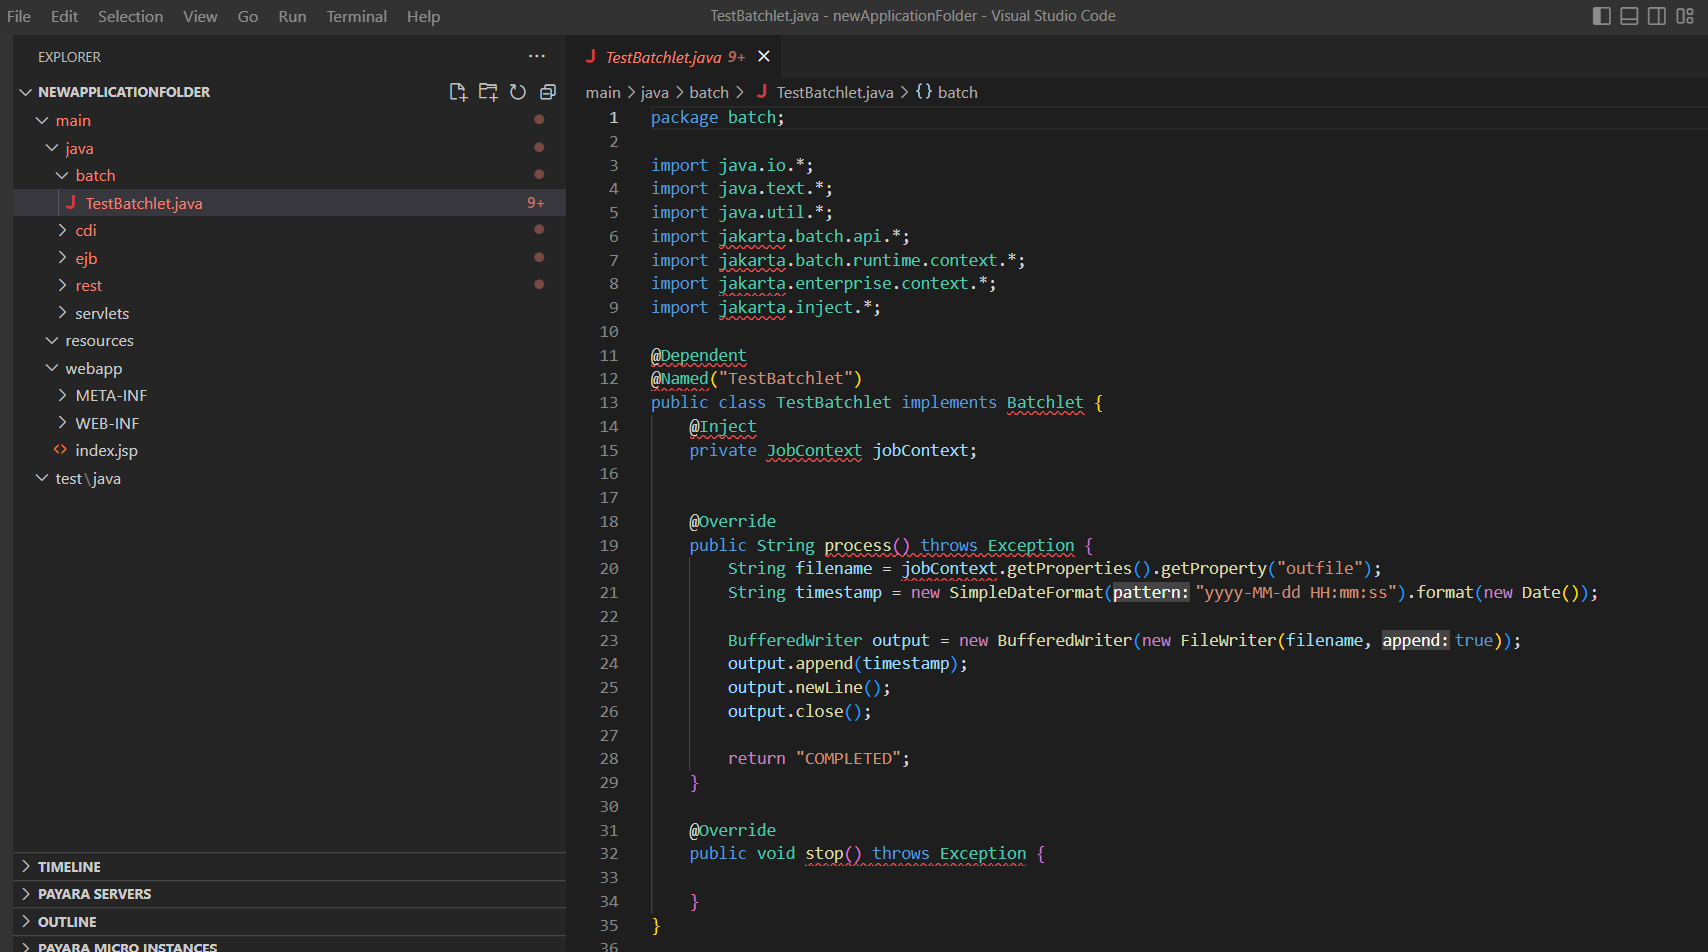 File Edit Selection View Go Run Terminal Help
TestBatchlet.java - newApplicationFolder - Visual Studio Code
EXPLORER
NEWAPPLICATIONFOLDER
main
java
batch
TestBatchlet.java 9+
cdi
ejb
rest
servlets
resources
webapp
META-INF
WEB-INF
index.jsp
test\java
TIMELINE
PAYARA SERVERS
OUTLINE
PAYARA MICRO INSTANCES
TestBatchlet.java 9+
main > java > batch > TestBatchlet.java > {} batch
1 package batch;
2
3 import java.io.*;
4 import java.text.*;
5 import java.util.*;
6 import jakarta.batch.api.*;
7 import jakarta.batch.runtime.context.*;
8 import jakarta.enterprise.context.*;
9 import jakarta.inject.*;
10
11 @Dependent
12 @Named("TestBatchlet")
13 public class TestBatchlet implements Batchlet {
14 @Inject
15 private JobContext jobContext;
16
17
18 @Override
19 public String process() throws Exception {
20 String filename = jobContext.getProperties().getProperty("outfile");
21 String timestamp = new SimpleDateFormat(pattern: "yyyy-MM-dd HH:mm:ss").format(new Date());
22
23 BufferedWriter output = new BufferedWriter(new FileWriter(filename, append: true));
24 output.append(timestamp);
25 output.newLine();
26 output.close();
27
28 return "COMPLETED";
29 }
30
31 @Override
32 public void stop() throws Exception {
33
34 }
35 }
36